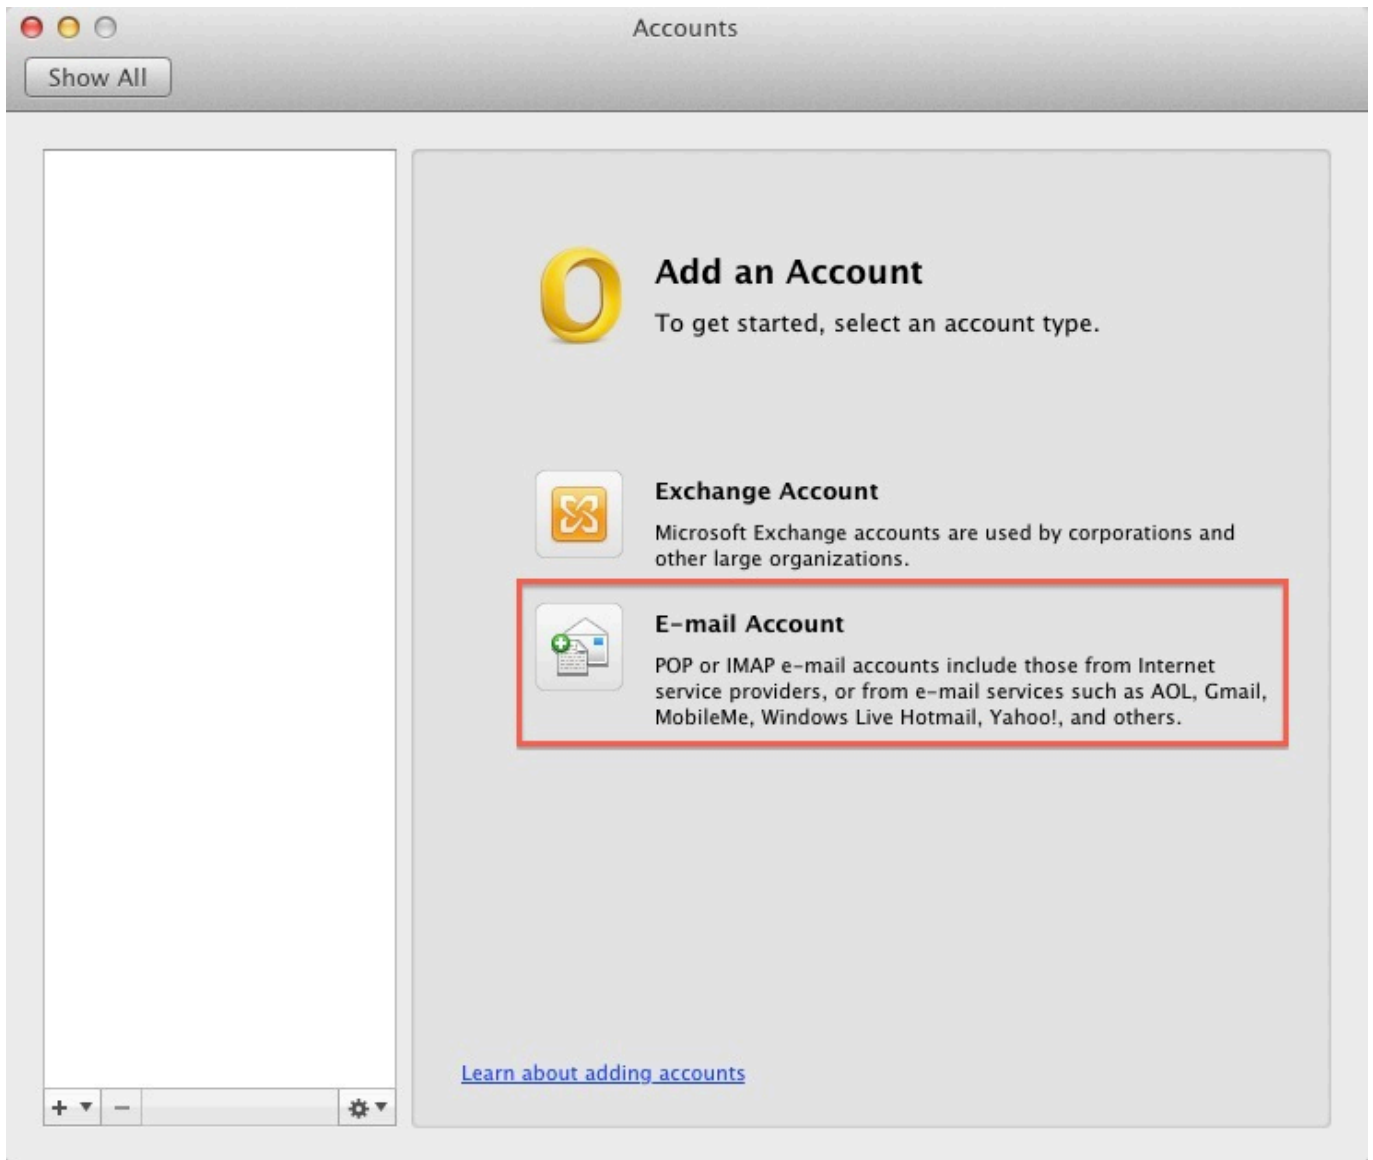 Accounts
Show All
Add an Account
To get started, select an account type.
Exchange Account
Microsoft Exchange accounts are used by corporations and
other large organizations.
E-mail Account
POP or IMAP e-mail accounts include those from Internet
service providers, or from e-mail services such as AOL, Gmail,
MobileMe, Windows Live Hotmail, Yahoo!, and others.
Learn about adding accounts